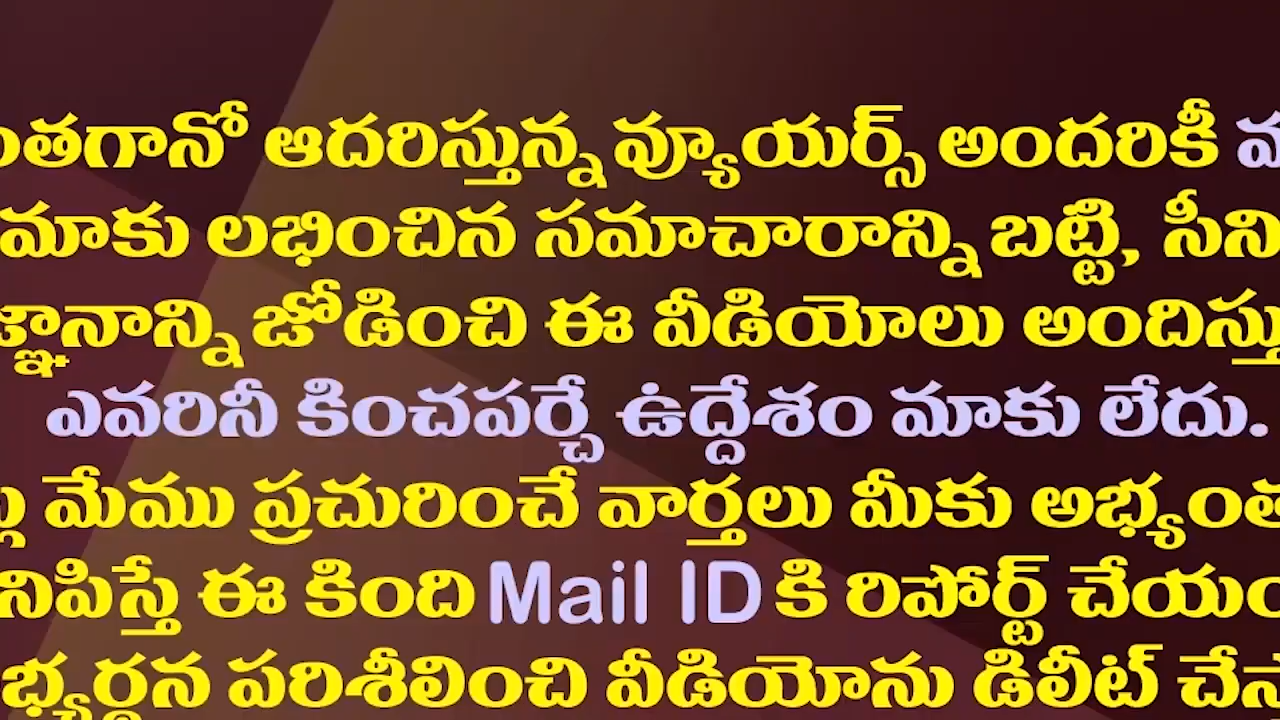 ఆదరిస్తున్న వ్యూయర్స్ అందరికీ
మాకు లభించిన సమాచారాన్ని బట్టి,
జోడించి ఈ వీడియోలు
ఎవరినీ కించపర్చే ఉద్దేశం మాకు లేదు.
మేము ప్రచురించే వార్తలు మీకు
ఈ కింది Mail ID కి రిపోర్ట్
పరిశీలించి వీడియోను డిలీట్